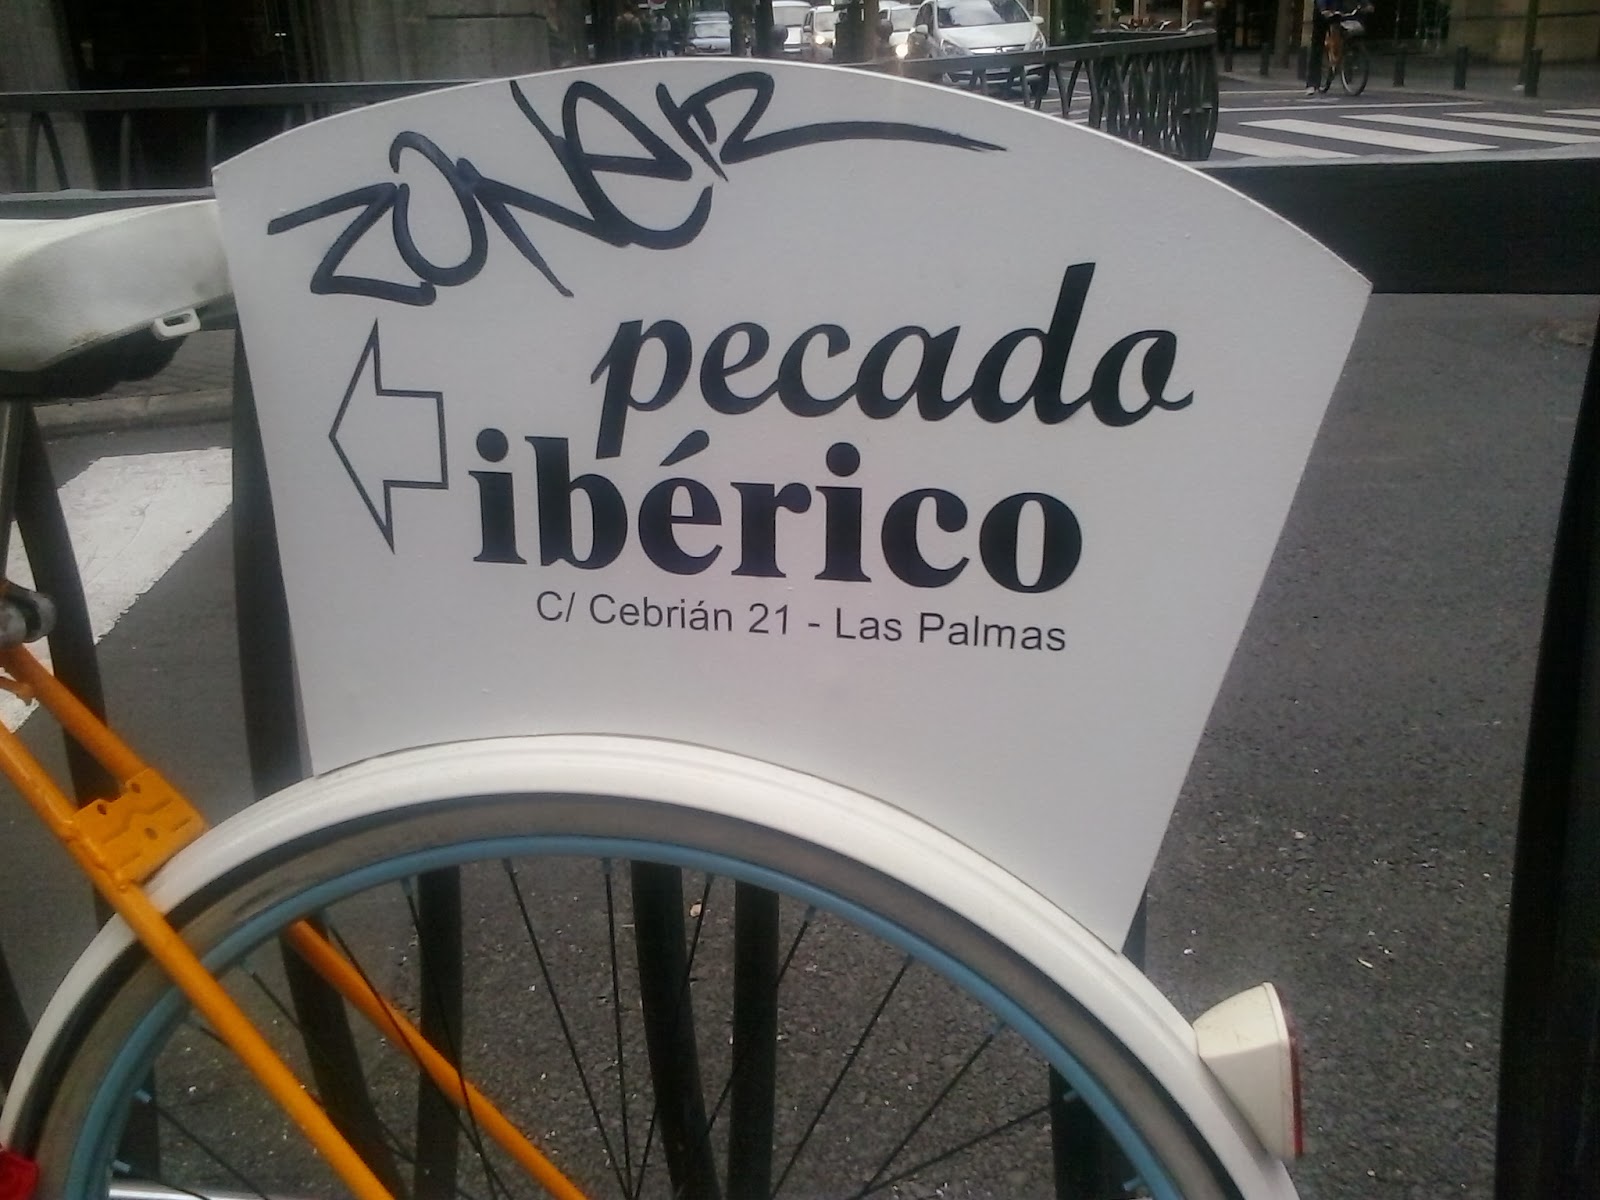 ZONER
pecado
ibérico
C/ Cebrián 21 - Las Palmas